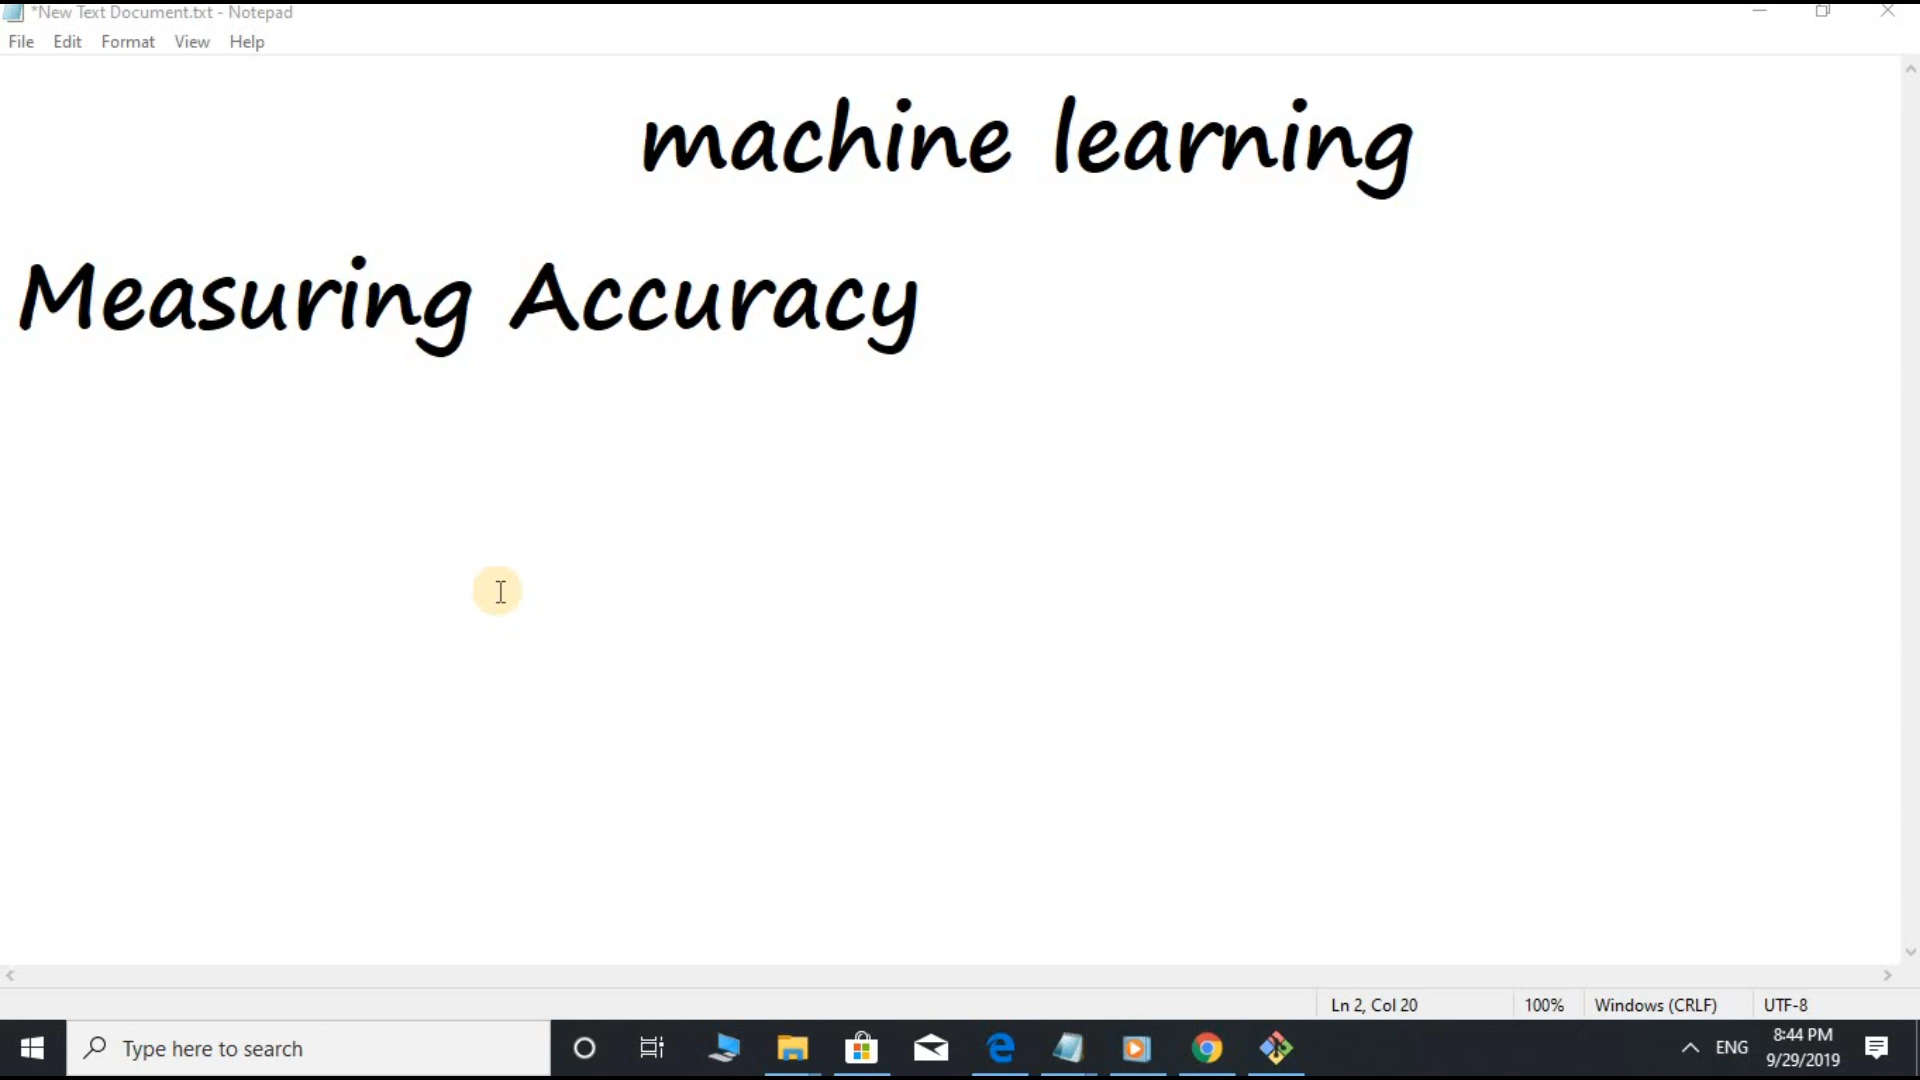 *New Text Document.txt - Notepad
File Edit Format View Help
machine learning
Measuring Accuracy
Ln 2, Col 20 100% Windows (CRLF) UTF-8
Type here to search
ENG
8:44 PM
9/29/2019